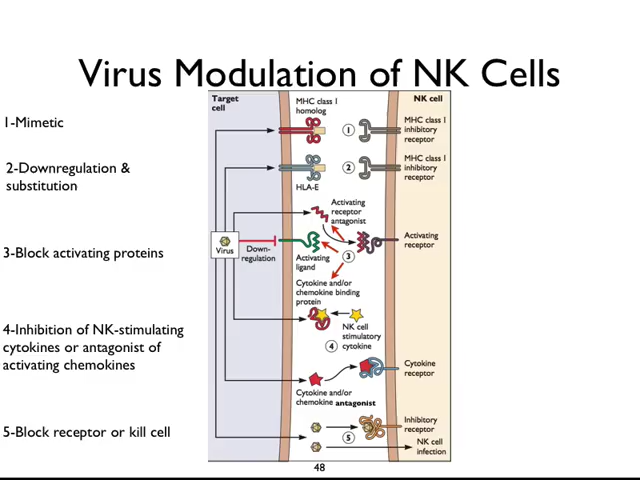 Virus Modulation of NK Cells
1-Mimetic
2-Downregulation &
substitution
3-Block activating proteins
4-Inhibition of NK-stimulating
cytokines or antagonist of
activating chemokines
5-Block receptor or kill cell
Target
cell
NK cell
MHC class I
homolog
1
MHC class I
inhibitory
receptor
2
MHC class I
inhibitory
receptor
HLA-E
Activating
receptor
antagonist
Virus
Down-
regulation
Activating
ligand
3
Activating
receptor
Cytokine and/or
chemokine binding
protein
NK cell
stimulatory
cytokine
4
Cytokine
receptor
Cytokine and/or
chemokine antagonist
Inhibitory
receptor
5
NK cell
infection
48